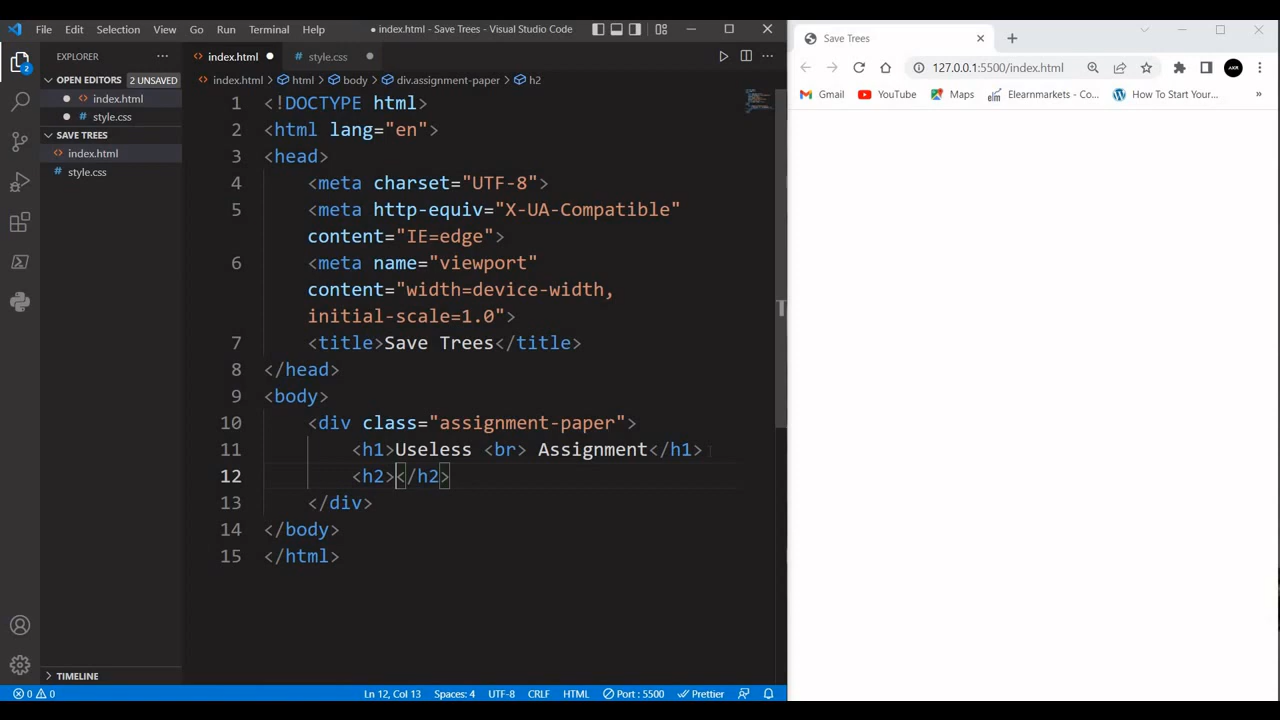 File Edit Selection View Go Run Terminal Help
● index.html - Save Trees - Visual Studio Code
EXPLORER
OPEN EDITORS 2 UNSAVED
index.html
style.css
SAVE TREES
index.html
style.css
TIMELINE
2
index.html ● style.css ●
index.html > html > body > div.assignment-paper > h2
1 <!DOCTYPE html>
2 <html lang="en">
3 <head>
4 <meta charset="UTF-8">
5 <meta http-equiv="X-UA-Compatible"
content="IE=edge">
6 <meta name="viewport"
content="width=device-width,
initial-scale=1.0">
7 <title>Save Trees</title>
8 </head>
9 <body>
10 <div class="assignment-paper">
11 <h1>Useless <br> Assignment</h1>
12 <h2></h2>
13 </div>
14 </body>
15 </html>
0 0 Ln 12, Col 13 Spaces: 4 UTF-8 CRLF HTML Port : 5500 Prettier
Save Trees
127.0.0.1:5500/index.html
Gmail YouTube Maps Elearnmarkets - Co... How To Start Your... »